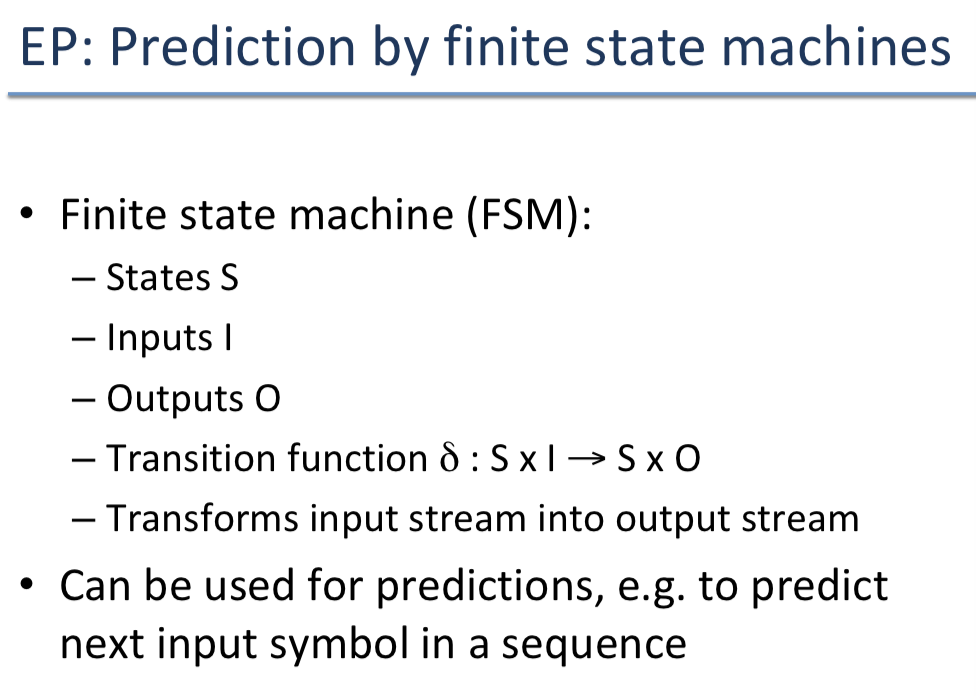 EP: Prediction by finite state machines
• Finite state machine (FSM):
– States S
– Inputs I
– Outputs O
– Transition function δ : S x I → S x O
– Transforms input stream into output stream
• Can be used for predictions, e.g. to predict
next input symbol in a sequence